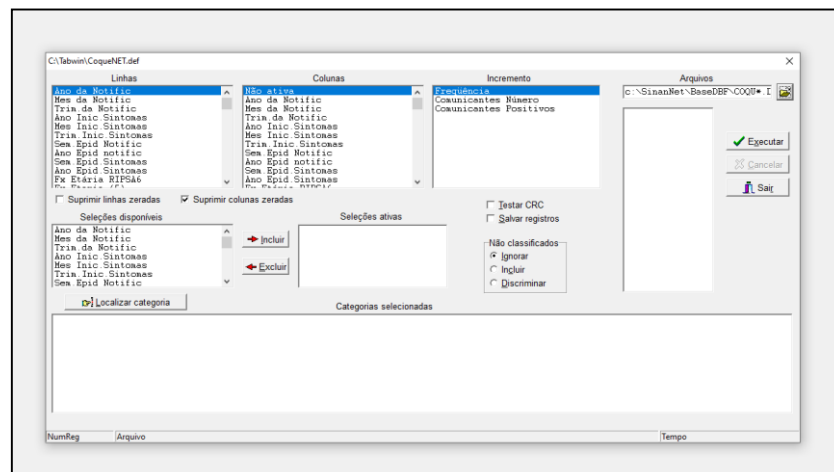 C:\Tabwin\CoqueNET.def
Linhas
Colunas
Incremento
Arquivos
Ano da Notific
Mes da Notific
Trim.da Notific
Ano Inic.Sintomas
Mes Inic.Sintomas
Trim.Inic.Sintomas
Sem.Epid Notific
Ano Epid notific
Sem.Epid.Sintomas
Ano Epid.Sintomas
Fx Etária RIPSA6
Não ativa
Ano da Notific
Mes da Notific
Trim.da Notific
Ano Inic.Sintomas
Mes Inic.Sintomas
Trim.Inic.Sintomas
Sem.Epid Notific
Ano Epid notific
Sem.Epid.Sintomas
Ano Epid.Sintomas
Frequência
Comunicantes Número
Comunicantes Positivos
c:\SinanNet\BaseDBF\COQU*.D
Executar
Cancelar
Sair
Suprimir linhas zeradas
Suprimir colunas zeradas
Testar CRC
Salvar registros
Seleções disponíveis
Seleções ativas
Ano da Notific
Mes da Notific
Trim.da Notific
Ano Inic.Sintomas
Mes Inic.Sintomas
Trim.Inic.Sintomas
Sem.Epid Notific
Incluir
Excluir
Não classificados
Ignorar
Incluir
Discriminar
Localizar categoria
Categorias selecionadas
NumReg
Arquivo
Tempo